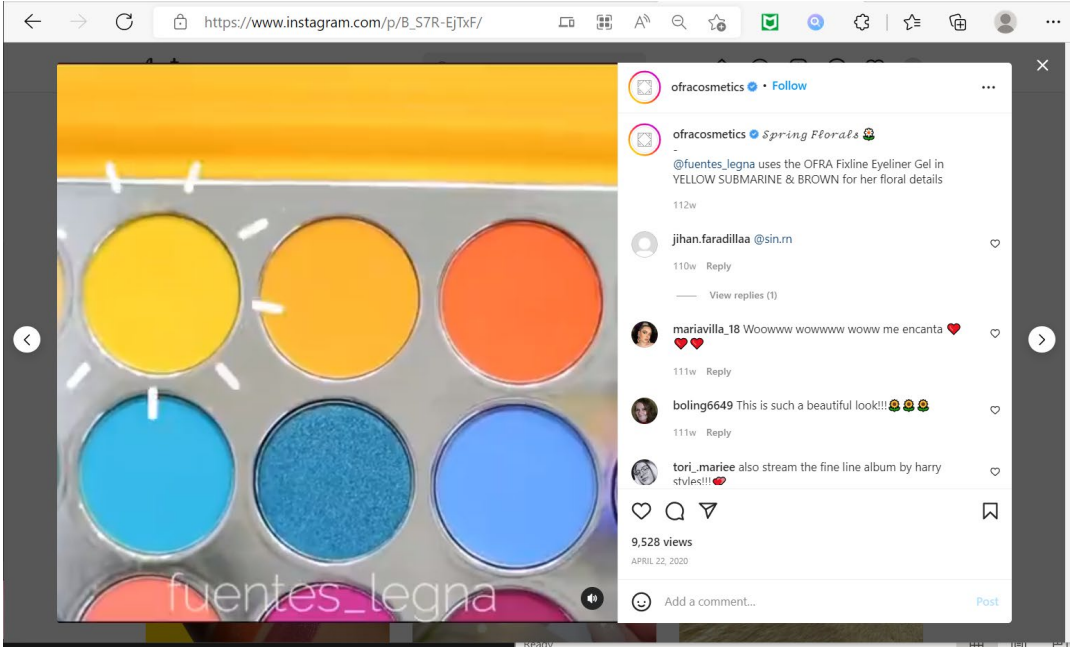 https://www.instagram.com/p/B_S7R-EjTxF/
ofracosmetics • Follow
ofracosmetics 𝓢𝓹𝓻𝓲𝓷𝓰 𝓕𝓵𝓸𝓻𝓪𝓵𝓼 🌻
-
@fuentes_legna uses the OFRA Fixline Eyeliner Gel in
YELLOW SUBMARINE & BROWN for her floral details
112w
jihan.faradillaa @sin.rn
110w Reply
View replies (1)
mariavilla_18 Woowww wowwww woww me encanta ❤️
❤️❤️
111w Reply
boling6649 This is such a beautiful look!!!🌻🌻🌻
111w Reply
tori_.mariee also stream the fine line album by harry
styles!!!💕
9,528 views
APRIL 22, 2020
Add a comment... Post
fuentes_legna
Ready